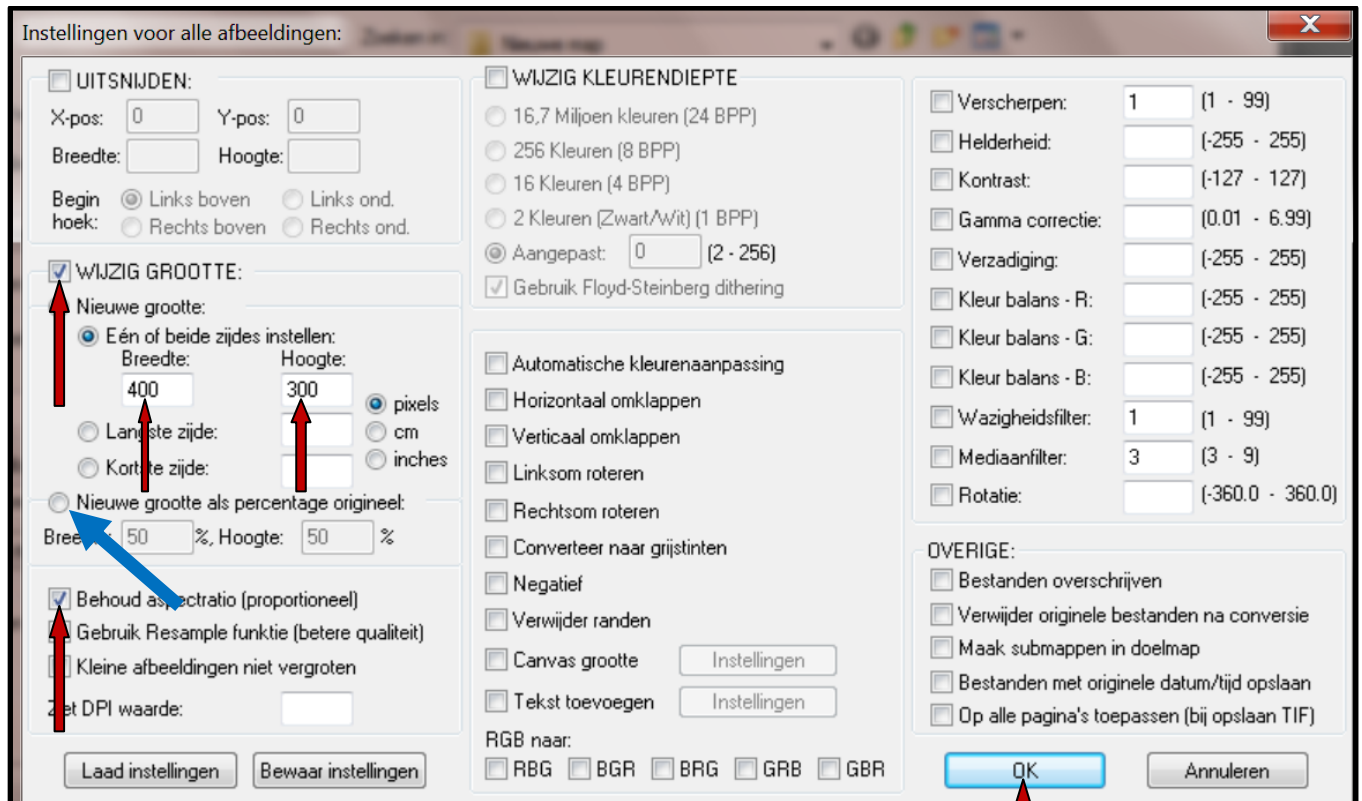 Instellingen voor alle afbeeldingen:
Zoeken in
Nieuwe map
X
UITSNIJDEN:
X-pos: 0 Y-pos: 0
Breedte: Hoogte:
Begin hoek:
Links boven Links ond.
Rechts boven Rechts ond.
WIJZIG GROOTTE:
Nieuwe grootte:
Eén of beide zijdes instellen:
Breedte: Hoogte:
400 300
pixels
Langste zijde: cm
Kortste zijde: inches
Nieuwe grootte als percentage origineel:
50 %, Hoogte: 50 %
Behoud aspectratio (proportioneel)
Gebruik Resample funktie (betere qualiteit)
Kleine afbeeldingen niet vergroten
DPI waarde:
Laad instellingen Bewaar instellingen
WIJZIG KLEURENDIEPTE
16,7 Miljoen kleuren (24 BPP)
256 Kleuren (8 BPP)
16 Kleuren (4 BPP)
2 Kleuren (Zwart/Wit) (1 BPP)
Aangepast: 0 (2 - 256)
Gebruik Floyd-Steinberg dithering
Automatische kleurenaanpassing
Horizontaal omklappen
Verticaal omklappen
Linksom roteren
Rechtsom roteren
Converteer naar grijstinten
Negatief
Verwijder randen
Canvas grootte Instellingen
Tekst toevoegen Instellingen
RGB naar:
RBG BGR BRG GRB GBR
Verscherpen: 1 (1 - 99)
Helderheid: (-255 - 255)
Kontrast: (-127 - 127)
Gamma correctie: (0.01 - 6.99)
Verzadiging: (-255 - 255)
Kleur balans - R: (-255 - 255)
Kleur balans - G: (-255 - 255)
Kleur balans - B: (-255 - 255)
Wazigheidsfilter: 1 (1 - 99)
Mediaanfilter: 3 (3 - 9)
Rotatie: (-360.0 - 360.0)
OVERIGE:
Bestanden overschrijven
Verwijder originele bestanden na conversie
Maak submappen in doelmap
Bestanden met originele datum/tijd opslaan
Op alle pagina's toepassen (bij opslaan TIF)
OK Annuleren